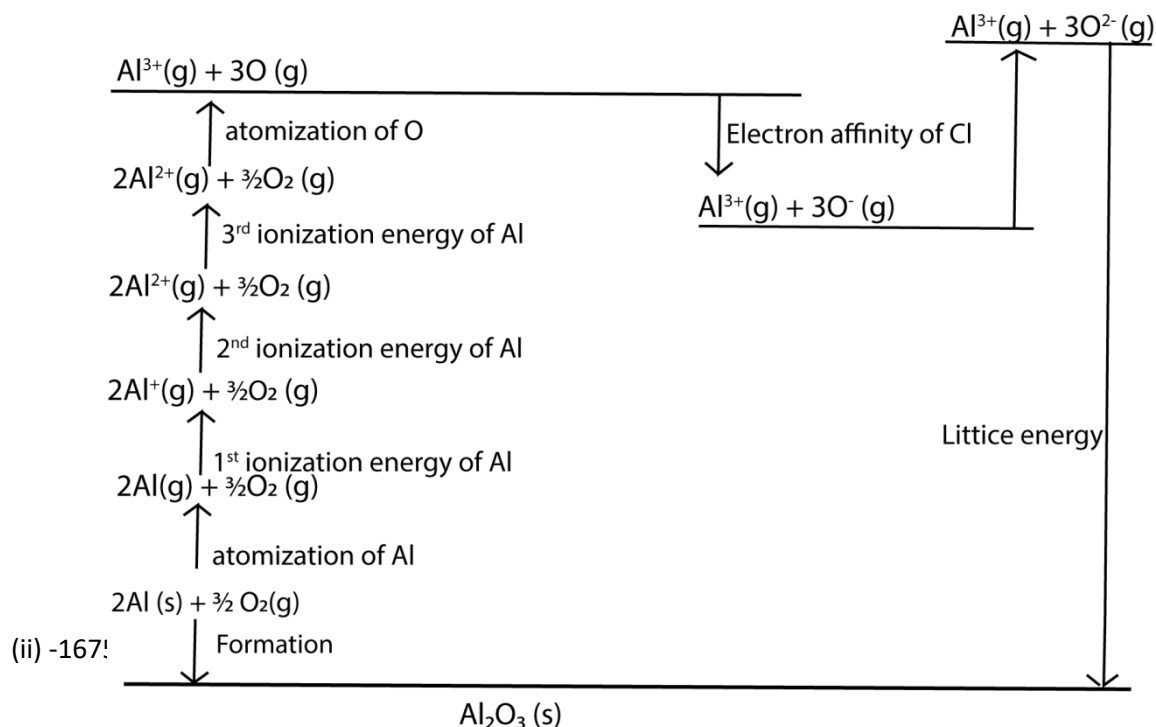 Al³⁺(g) + 3O²⁻ (g)
Al³⁺(g) + 3O (g)
atomization of O
Electron affinity of Cl
2Al²⁺(g) + ³⁄₂O₂ (g)
Al³⁺(g) + 3O⁻ (g)
3ʳᵈ ionization energy of Al
2Al²⁺(g) + ³⁄₂O₂ (g)
2ⁿᵈ ionization energy of Al
2Al⁺(g) + ³⁄₂O₂ (g)
Littice energy
1ˢᵗ ionization energy of Al
2Al(g) + ³⁄₂O₂ (g)
atomization of Al
2Al (s) + ³⁄₂ O₂(g)
Formation
(ii) -167
Al₂O₃ (s)